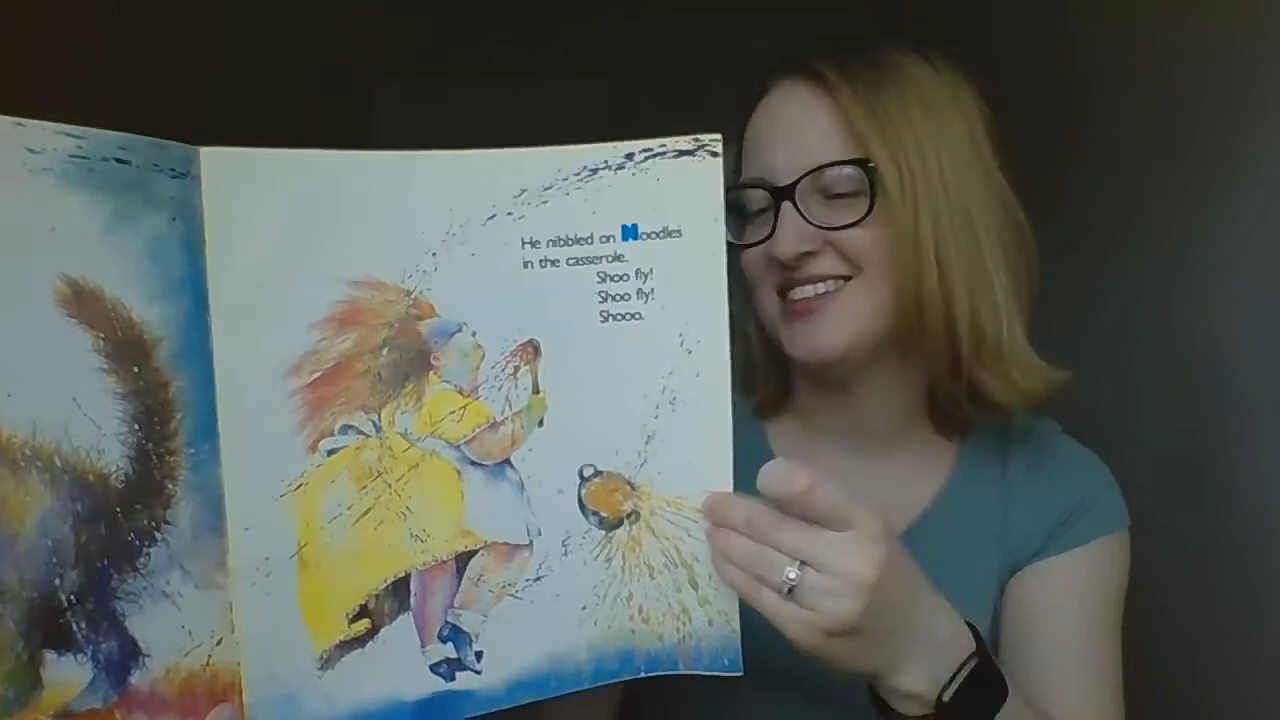 He nibbled on Noodles
in the casserole.
Shoo fly!
Shoo fly!
Shooo.